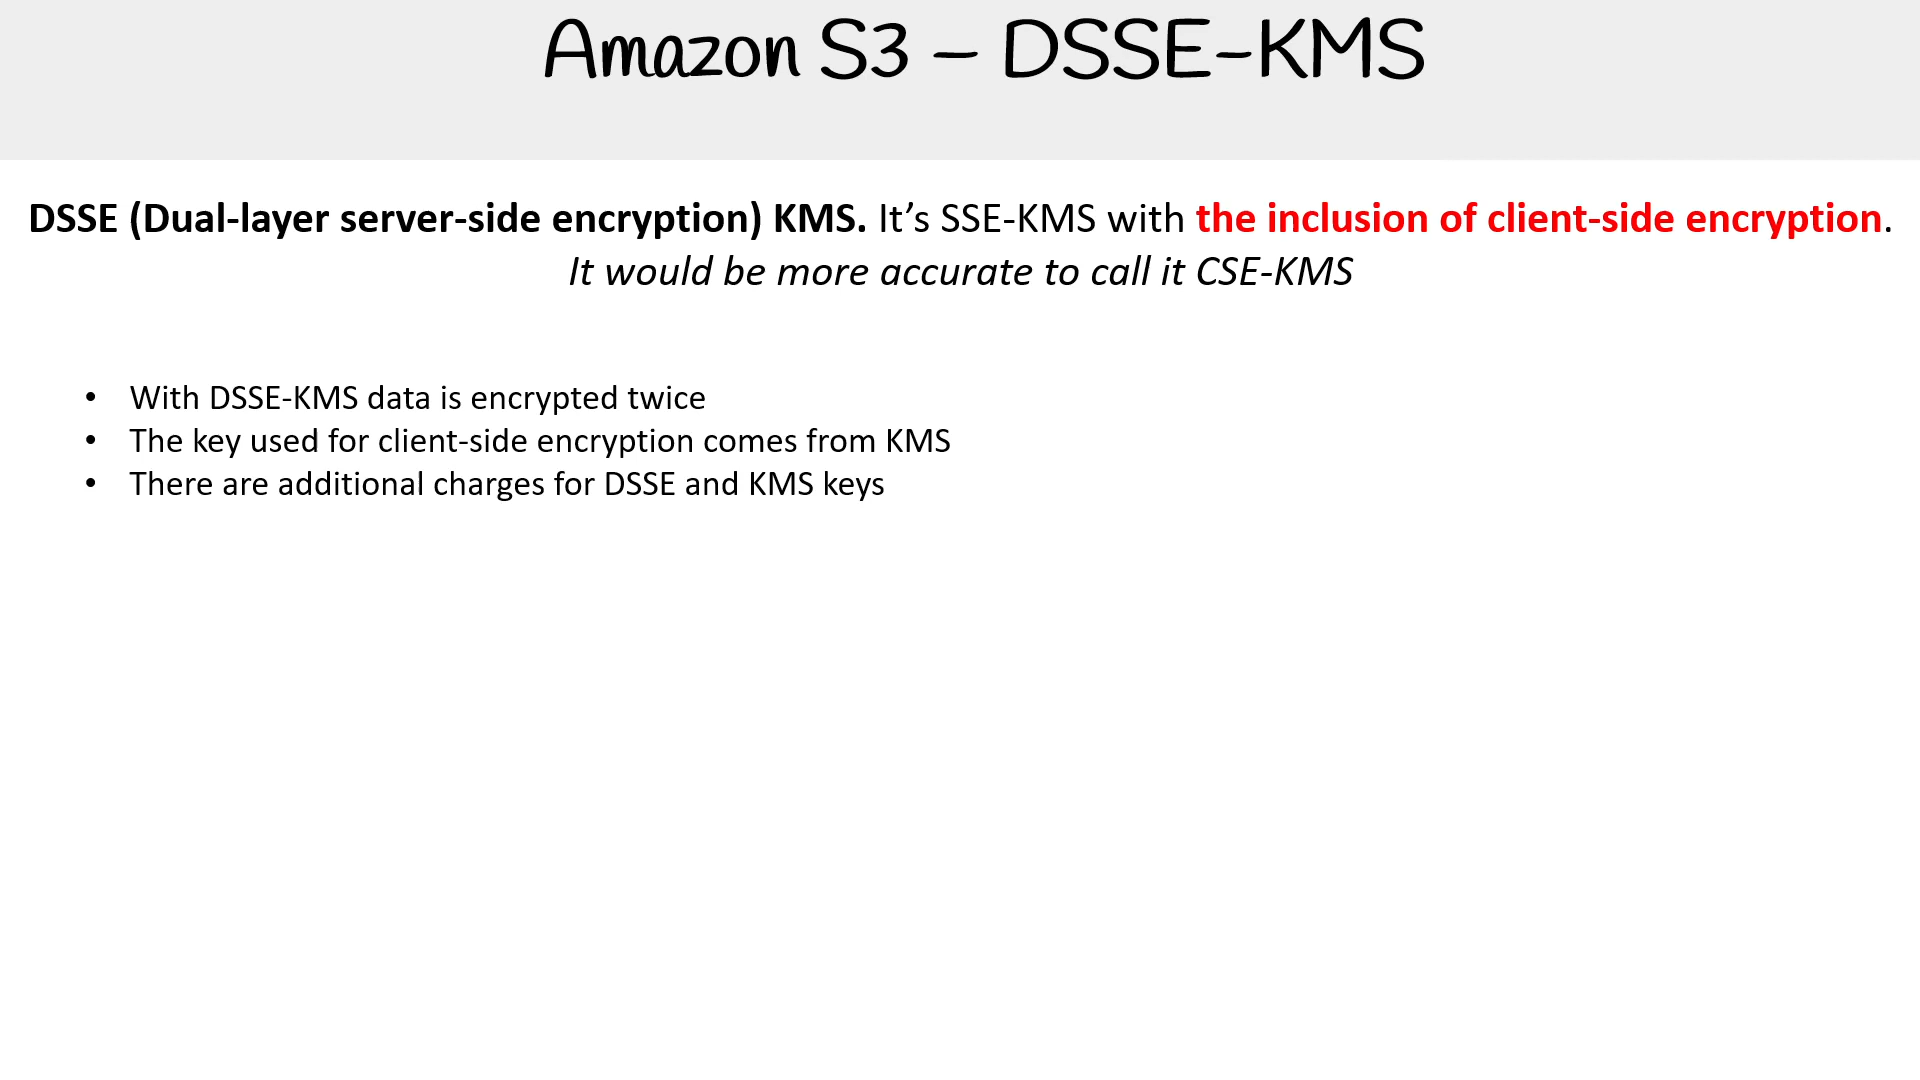 Amazon S3 – DSSE-KMS
DSSE (Dual-layer server-side encryption) KMS. It’s SSE-KMS with the inclusion of client-side encryption.
It would be more accurate to call it CSE-KMS
• With DSSE-KMS data is encrypted twice
• The key used for client-side encryption comes from KMS
• There are additional charges for DSSE and KMS keys